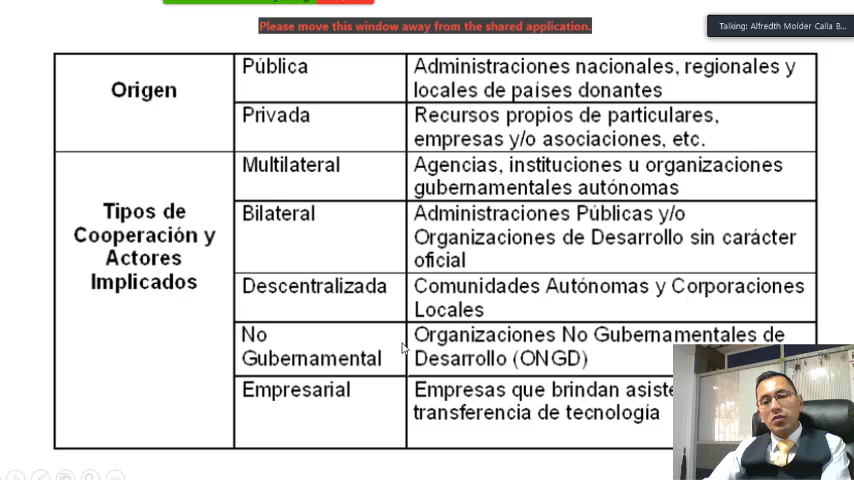 Please move this window away from the shared application.
Talking: Alfredth Molder Calla B...
Origen
Pública
Administraciones nacionales, regionales y
locales de países donantes
Privada
Recursos propios de particulares,
empresas y/o asociaciones, etc.
Tipos de
Cooperación y
Actores
Implicados
Multilateral
Agencias, instituciones u organizaciones
gubernamentales autónomas
Bilateral
Administraciones Públicas y/o
Organizaciones de Desarrollo sin carácter
oficial
Descentralizada
Comunidades Autónomas y Corporaciones
Locales
No
Gubernamental
Organizaciones No Gubernamentales de
Desarrollo (ONGD)
Empresarial
Empresas que brindan
transferencia de tecnología